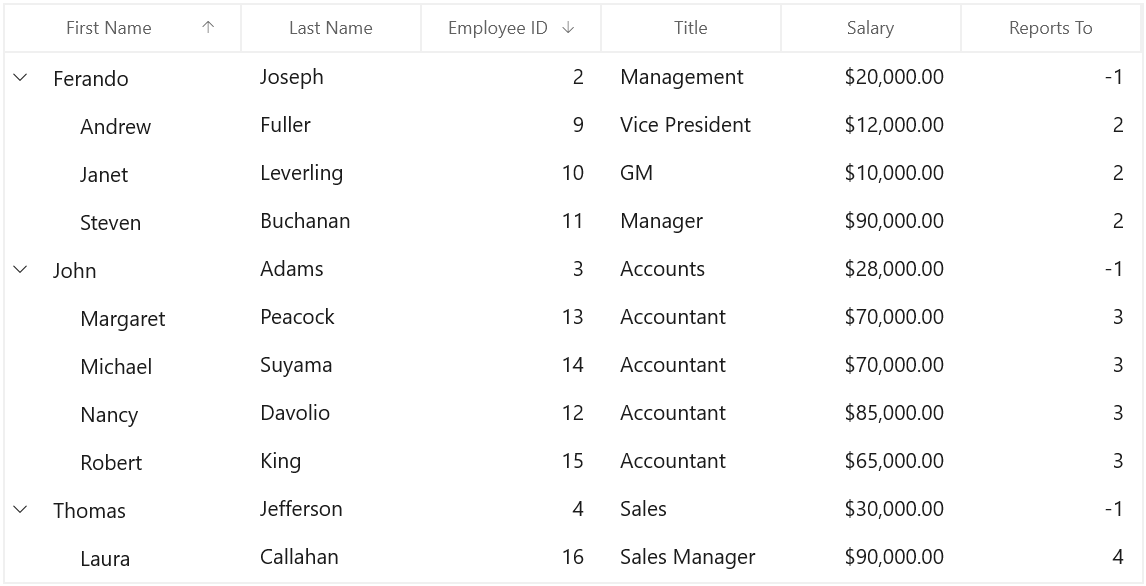 First Name ↑ Last Name Employee ID ↓ Title Salary Reports To
Ferando Joseph 2 Management $20,000.00 -1
Andrew Fuller 9 Vice President $12,000.00 2
Janet Leverling 10 GM $10,000.00 2
Steven Buchanan 11 Manager $90,000.00 2
John Adams 3 Accounts $28,000.00 -1
Margaret Peacock 13 Accountant $70,000.00 3
Michael Suyama 14 Accountant $70,000.00 3
Nancy Davolio 12 Accountant $85,000.00 3
Robert King 15 Accountant $65,000.00 3
Thomas Jefferson 4 Sales $30,000.00 -1
Laura Callahan 16 Sales Manager $90,000.00 4